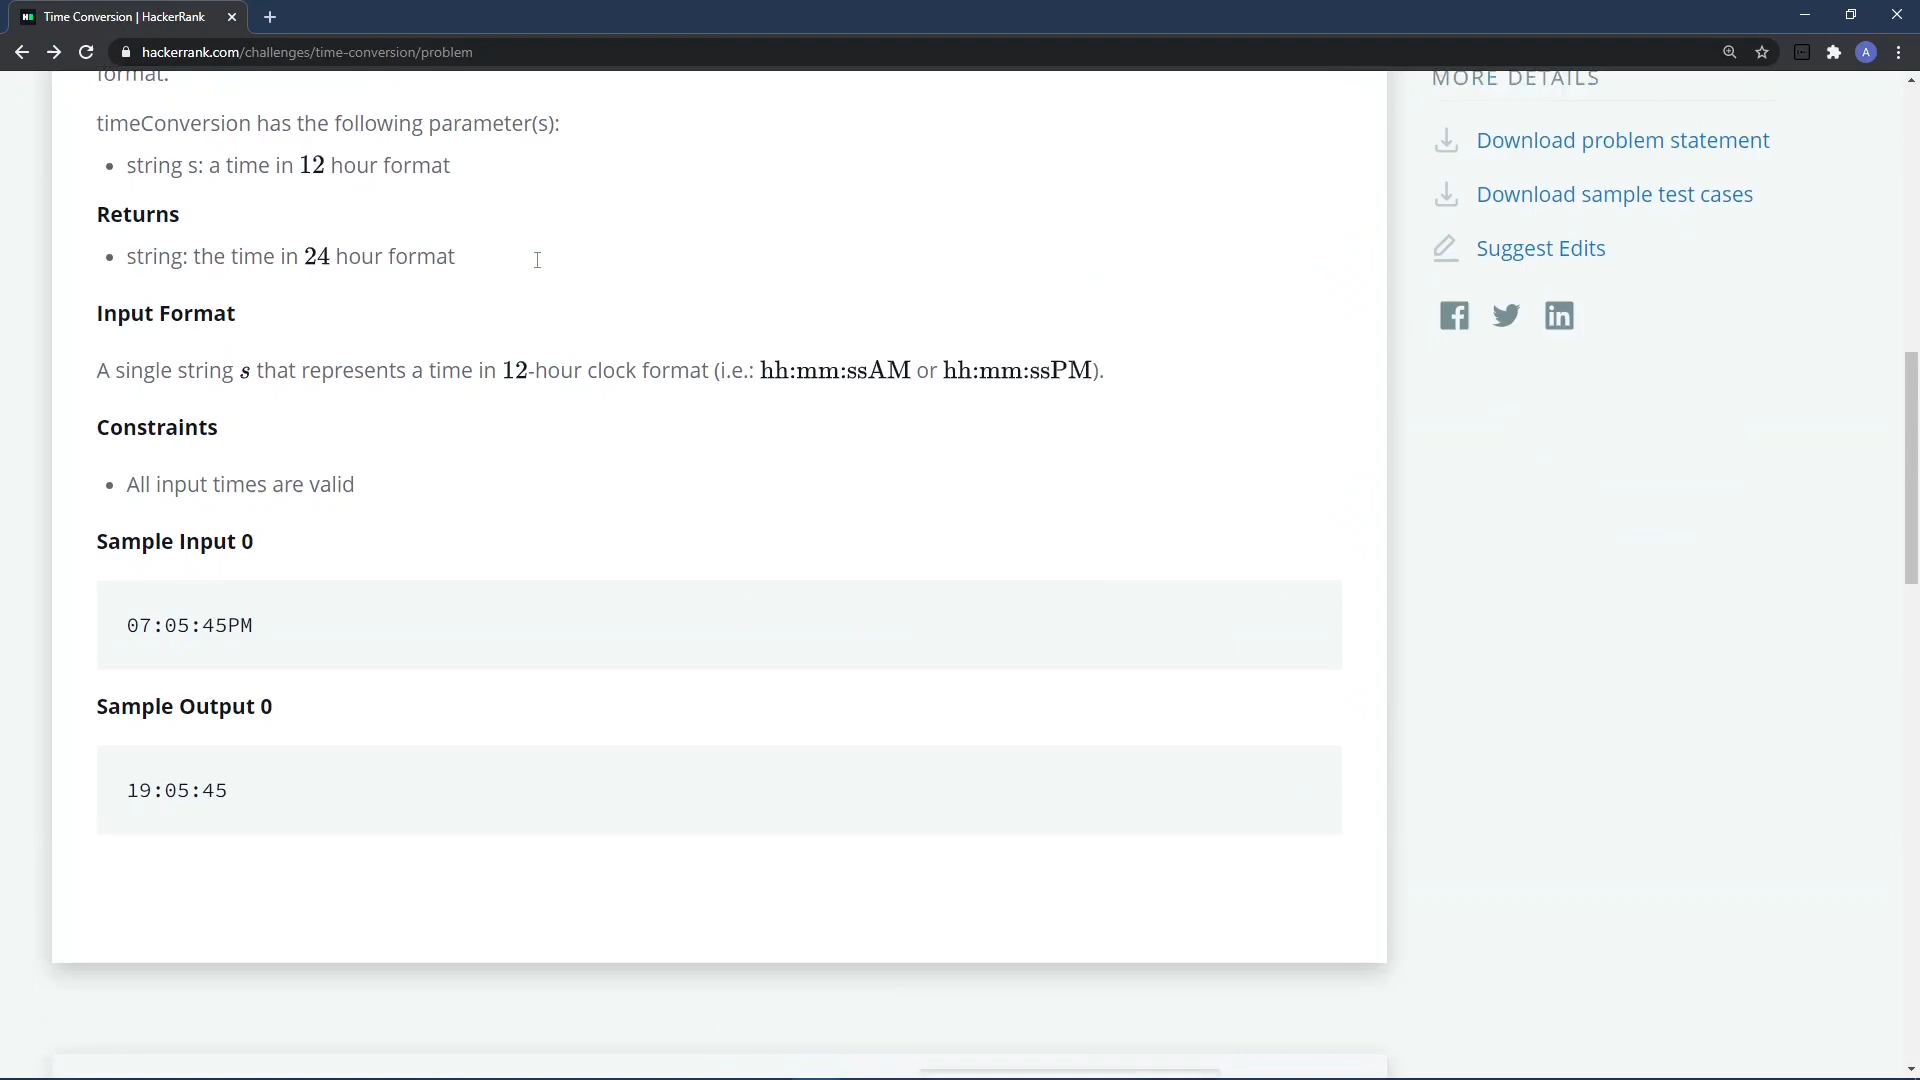 Time Conversion | HackerRank
hackerrank.com/challenges/time-conversion/problem
A
format.
timeConversion has the following parameter(s):
string s: a time in 12 hour format
Returns
string: the time in 24 hour format
Input Format
A single string s that represents a time in 12-hour clock format (i.e.: hh:mm:ssAM or hh:mm:ssPM).
Constraints
All input times are valid
Sample Input 0
07:05:45PM
Sample Output 0
19:05:45
MORE DETAILS
Download problem statement
Download sample test cases
Suggest Edits